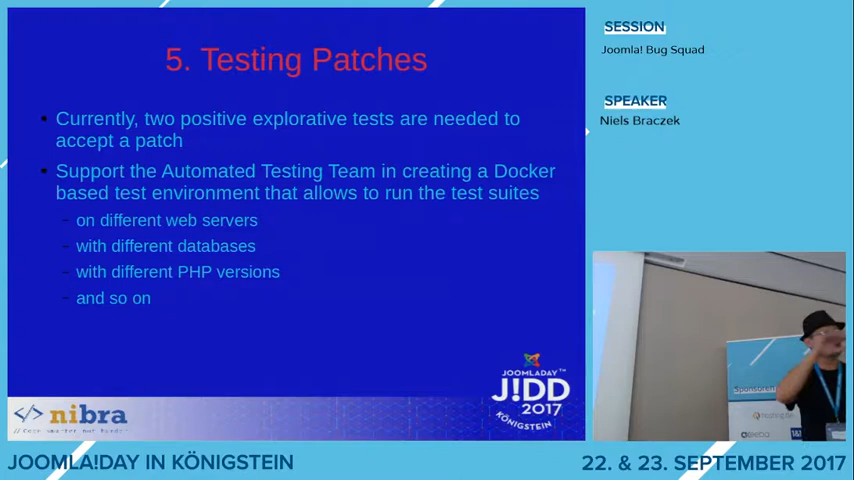 5. Testing Patches
Currently, two positive explorative tests are needed to
accept a patch
Support the Automated Testing Team in creating a Docker
based test environment that allows to run the test suites
on different web servers
with different databases
with different PHP versions
and so on
</> nibra
JOOMLADAY™
J!DD
2017
KÖNIGSTEIN
SESSION
Joomla! Bug Squad
SPEAKER
Niels Braczek
Sponsoren
JOOMLA!DAY IN KÖNIGSTEIN
22. & 23. SEPTEMBER 2017